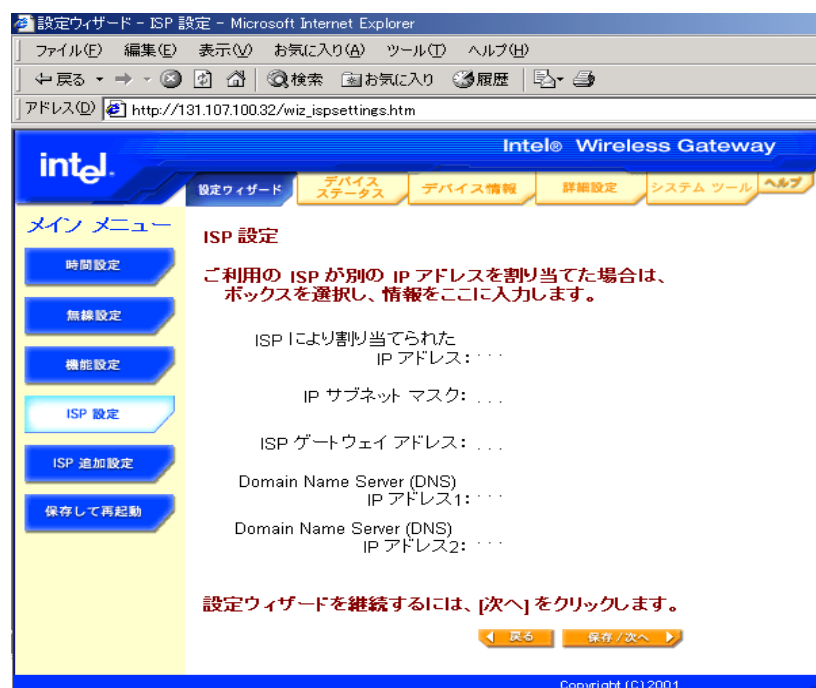 設定ウィザード - ISP 設定 - Microsoft Internet Explorer
ファイル(F) 編集(E) 表示(V) お気に入り(A) ツール(T) ヘルプ(H)
戻る 検索 お気に入り 履歴
アドレス(D) http://131.107.100.32/wiz_ispsettings.htm
Intel® Wireless Gateway
intel.
設定ウィザード
デバイス
ステータス
デバイス情報
詳細設定
システム ツール
ヘルプ
メイン メニュー
時間設定
無線設定
機能設定
ISP 設定
ISP 追加設定
保存して再起動
ISP 設定
ご利用の ISP が別の IP アドレスを割り当てた場合は、
ボックスを選択し、情報をここに入力します。
ISP により割り当てられた
IP アドレス: . . .
IP サブネット マスク: . . .
ISP ゲートウェイ アドレス: . . .
Domain Name Server (DNS)
IP アドレス1: . . .
Domain Name Server (DNS)
IP アドレス2: . . .
設定ウィザードを継続するには、[次へ] をクリックします。
戻る 保存 / 次へ
Copyright (C) 2001